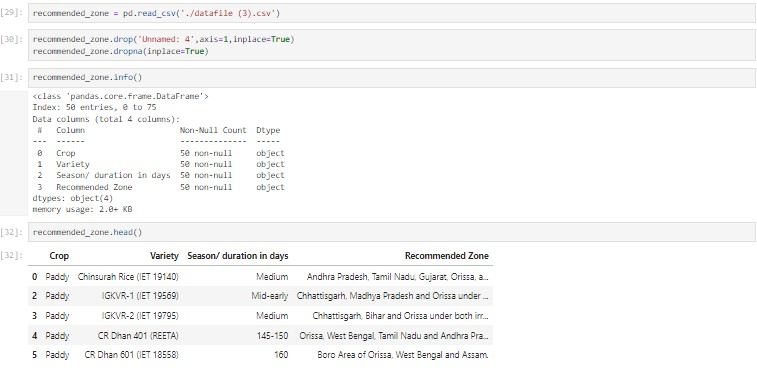 [29]: recommended_zone = pd.read_csv('./datafile (3).csv')
[30]: recommended_zone.drop('Unnamed: 4',axis=1,inplace=True)
recommended_zone.dropna(inplace=True)
[31]: recommended_zone.info()
<class 'pandas.core.frame.DataFrame'>
Index: 50 entries, 0 to 75
Data columns (total 4 columns):
# Column Non-Null Count Dtype
--- ------ -------------- -----
0 Crop 50 non-null object
1 Variety 50 non-null object
2 Season/ duration in days 50 non-null object
3 Recommended Zone 50 non-null object
dtypes: object(4)
memory usage: 2.0+ KB
[32]: recommended_zone.head()
[32]: Crop Variety Season/ duration in days Recommended Zone
0 Paddy Chinsurah Rice (IET 19140) Medium Andhra Pradesh, Tamil Nadu, Gujarat, Orissa, a...
2 Paddy IGKVR-1 (IET 19569) Mid-early Chhattisgarh, Madhya Pradesh and Orissa under ...
3 Paddy IGKVR-2 (IET 19795) Medium Chhattisgarh, Bihar and Orissa under both irr...
4 Paddy CR Dhan 401 (REETA) 145-150 Orissa, West Bengal, Tamil Nadu and Andhra Pra...
5 Paddy CR Dhan 601 (IET 18558) 160 Boro Area of Orissa, West Bengal and Assam.